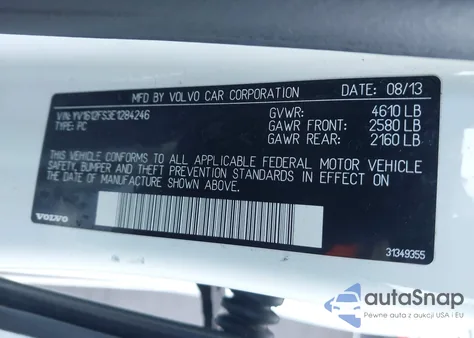 MFD BY VOLVO CAR CORPORATION DATE: 08/13
VIN: YV1612FS3E1284246 GVWR: 4610 LB
TYPE: PC GAWR FRONT: 2580 LB
GAWR REAR: 2160 LB
THIS VEHICLE CONFORMS TO ALL APPLICABLE FEDERAL MOTOR VEHICLE
SAFETY, BUMPER AND THEFT PREVENTION STANDARDS IN EFFECT ON
THE DATE OF MANUFACTURE SHOWN ABOVE.
VOLVO
31349355
autoSnap
Pewne auta z aukcji USA i EU